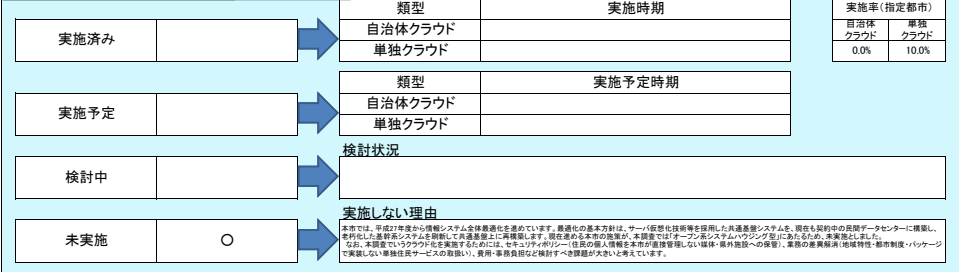 類型 実施時期 実施率(指定都市)
実施済み 自治体クラウド 自治体クラウド 単独クラウド
単独クラウド 0.0% 10.0%
類型 実施予定時期
実施予定 自治体クラウド
単独クラウド
検討状況
検討中
実施しない理由
未実施 ○
本市では、平成27年度から情報システム全体最適化を進めています。最適化の基本方針は、サーバ仮想化技術等を採用した共通基盤システムを、現在も契約中の民間データセンターに構築し、
老朽化した基幹系システムを刷新して共通基盤上に再構築します。現在進める本市の施策が、本調査では「オープン系システムハウジング型」にあたるため、未実施としました。
なお、本調査でいうクラウド化を実施するためには、セキュリティポリシー(住民の個人情報を本市が直接管理しない媒体・県外施設への保管)、業務の差異解消(地域特性・都市制度・パッケージ
で実装しない単独住民サービスの取扱い)、費用・事務負担など検討すべき課題が大きいと考えています。